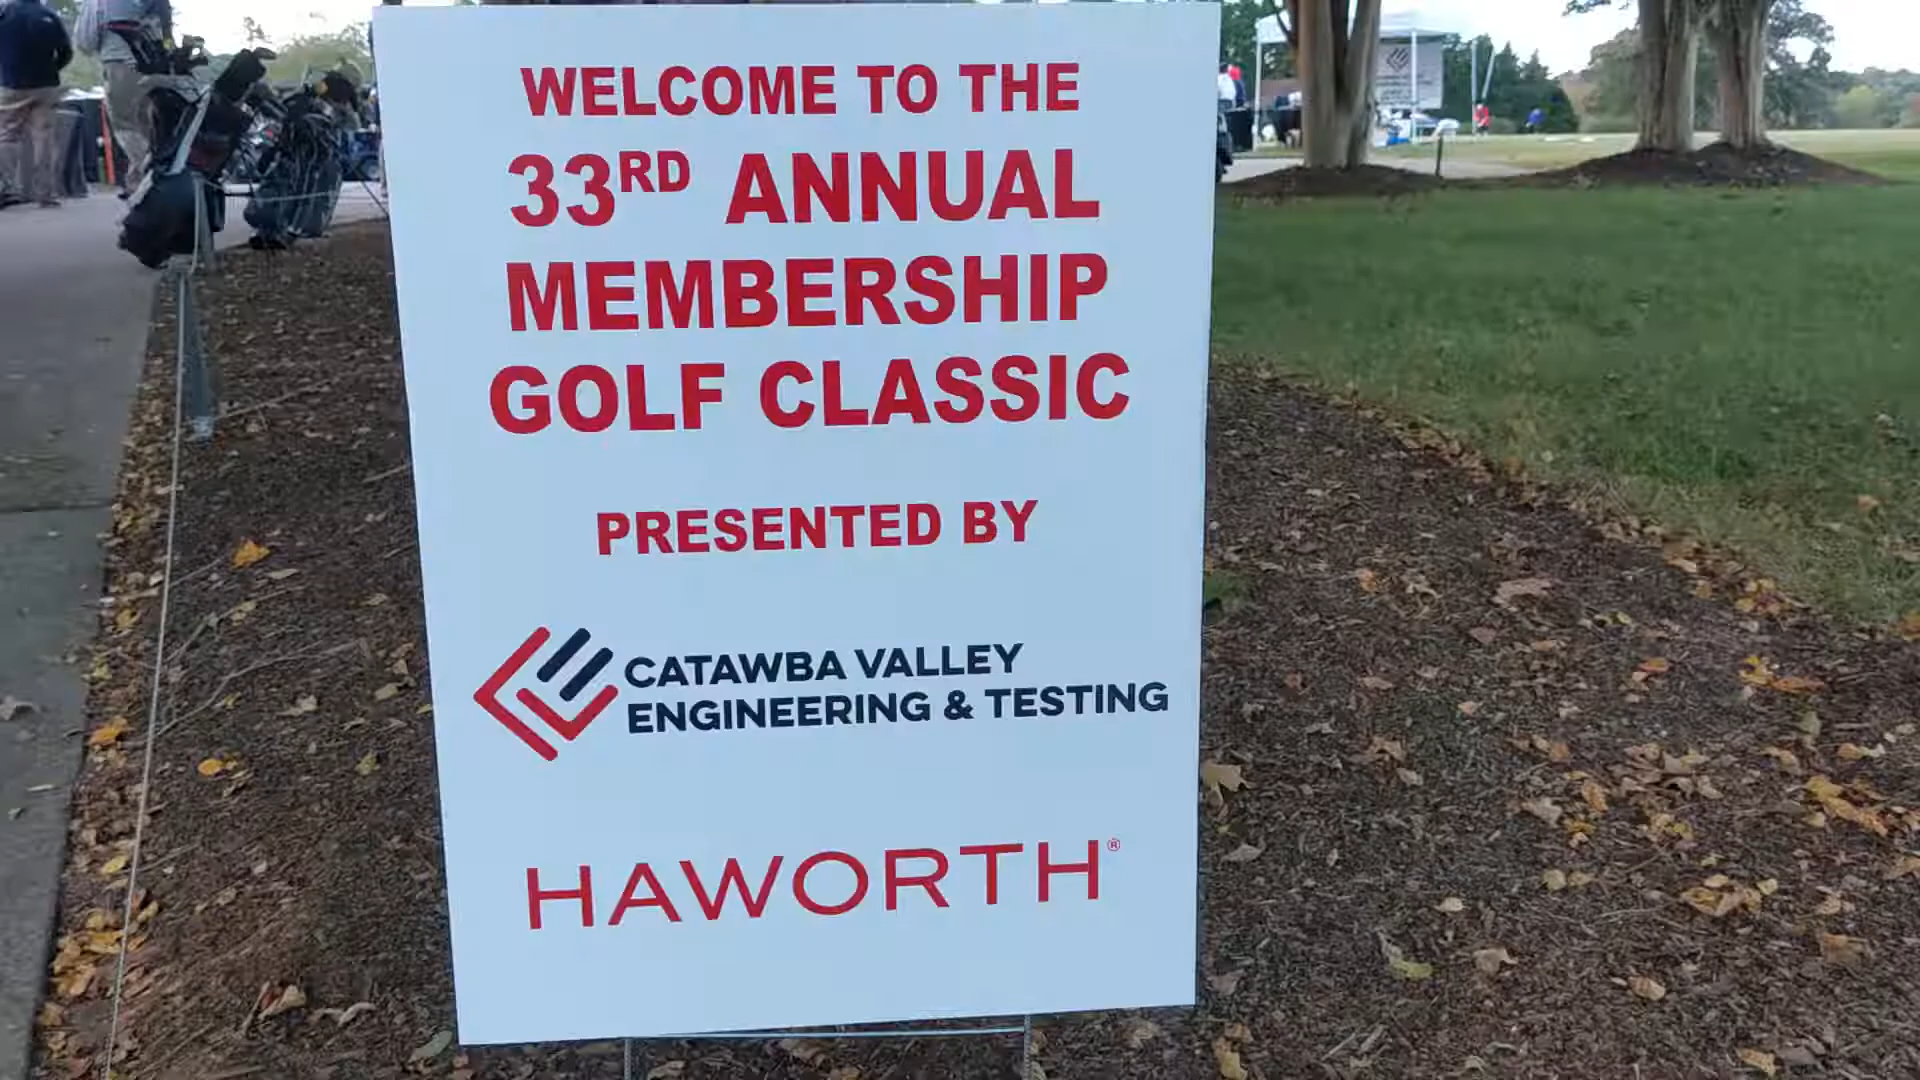 WELCOME TO THE
33RD ANNUAL
MEMBERSHIP
GOLF CLASSIC
PRESENTED BY
CATAWBA VALLEY
ENGINEERING & TESTING
HAWORTH®